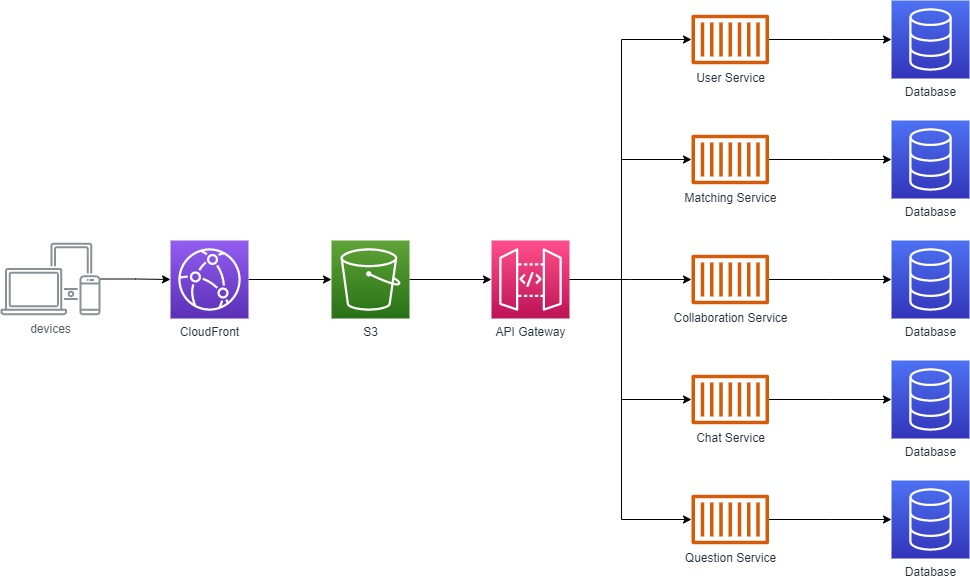 User Service
Database
Matching Service
Database
devices
CloudFront
S3
</>
API Gateway
Collaboration Service
Database
Chat Service
Database
Question Service
Database